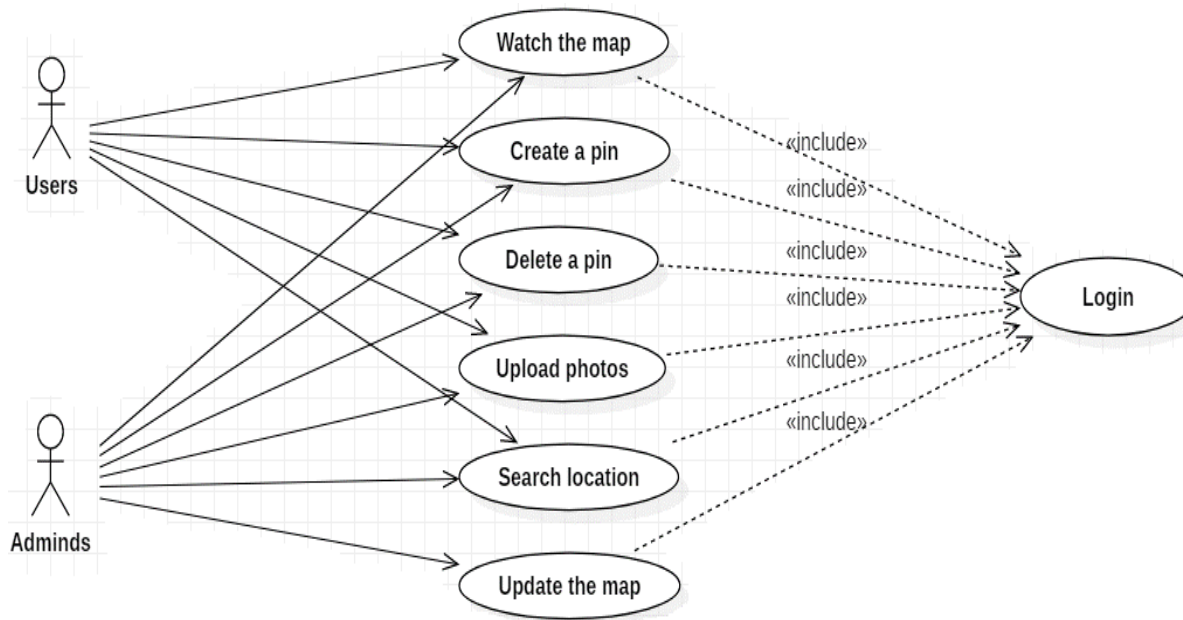 Watch the map
«include»
Create a pin
«include»
Users
Delete a pin
«include»
«include»
Login
Upload photos
«include»
«include»
Search location
Adminds
Update the map